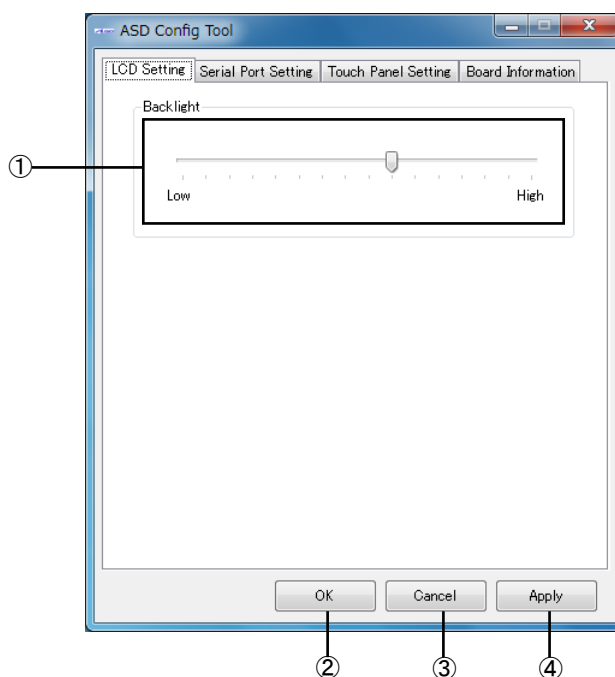 ASD Config Tool
LCD Setting Serial Port Setting Touch Panel Setting Board Information
Backlight
①
Low High
OK Cancel Apply
② ③ ④